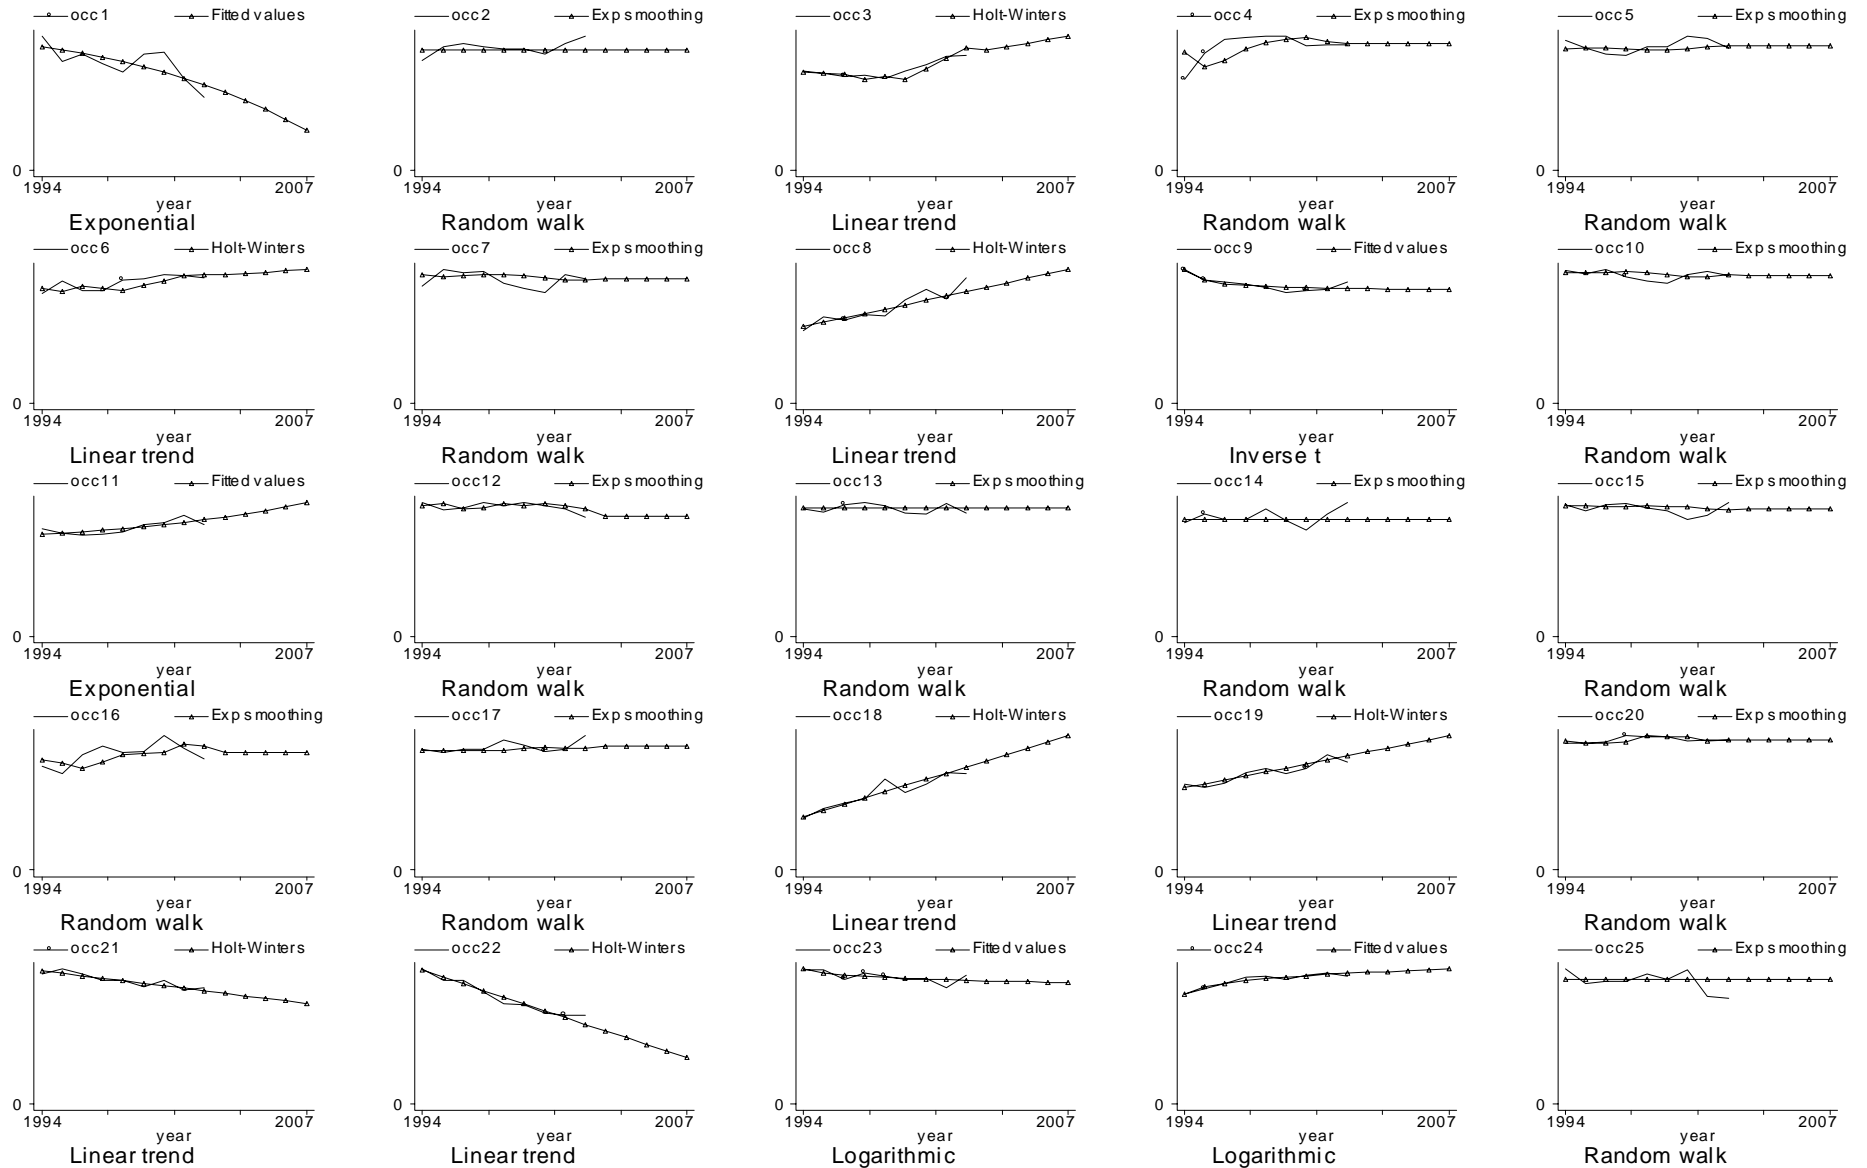 occ1 Fitted values
0
1994 2007
year
Exponential
occ2 Exp smoothing
0
1994 2007
year
Random walk
occ3 Holt-Winters
0
1994 2007
year
Linear trend
occ4 Exp smoothing
0
1994 2007
year
Random walk
occ5 Exp smoothing
0
1994 2007
year
Random walk
occ6 Holt-Winters
0
1994 2007
year
Linear trend
occ7 Exp smoothing
0
1994 2007
year
Random walk
occ8 Holt-Winters
0
1994 2007
year
Linear trend
occ9 Fitted values
0
1994 2007
year
Inverse t
occ10 Exp smoothing
0
1994 2007
year
Random walk
occ11 Fitted values
0
1994 2007
year
Exponential
occ12 Exp smoothing
0
1994 2007
year
Random walk
occ13 Exp smoothing
0
1994 2007
year
Random walk
occ14 Exp smoothing
0
1994 2007
year
Random walk
occ15 Exp smoothing
0
1994 2007
year
Random walk
occ16 Exp smoothing
0
1994 2007
year
Random walk
occ17 Exp smoothing
0
1994 2007
year
Random walk
occ18 Holt-Winters
0
1994 2007
year
Linear trend
occ19 Holt-Winters
0
1994 2007
year
Linear trend
occ20 Exp smoothing
0
1994 2007
year
Random walk
occ21 Holt-Winters
0
1994 2007
year
Linear trend
occ22 Holt-Winters
0
1994 2007
year
Linear trend
occ23 Fitted values
0
1994 2007
year
Logarithmic
occ24 Fitted values
0
1994 2007
year
Logarithmic
occ25 Exp smoothing
0
1994 2007
year
Random walk